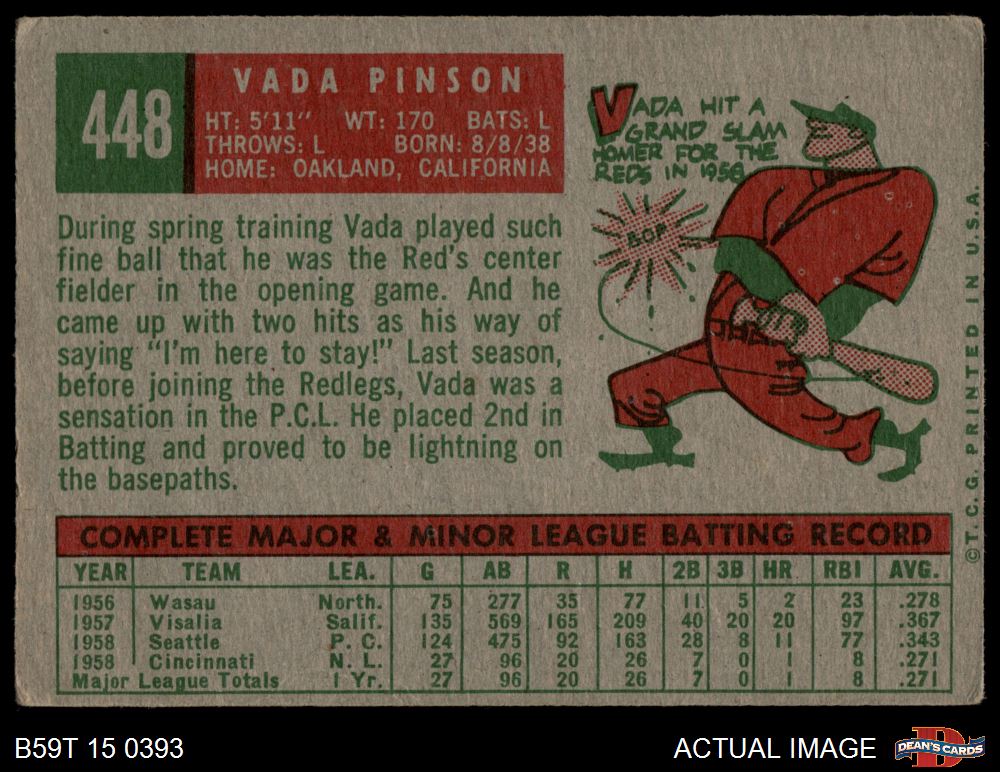 448
VADA PINSON
HT: 5'11" WT: 170 BATS: L
THROWS: L BORN: 8/8/38
HOME: OAKLAND, CALIFORNIA
VADA HIT A
GRAND SLAM
HOMER FOR THE
REDS IN 1958
BOP
During spring training Vada played such
fine ball that he was the Red's center
fielder in the opening game. And he
came up with two hits as his way of
saying "I'm here to stay!" Last season,
before joining the Redlegs, Vada was a
sensation in the P.C.L. He placed 2nd in
Batting and proved to be lightning on
the basepaths.
©T. C. G. PRINTED IN U.S.A.
COMPLETE MAJOR & MINOR LEAGUE BATTING RECORD
YEAR TEAM LEA. G AB R H 2B 3B HR RBI AVG.
1956 Wasau North. 75 277 35 77 11 5 2 23 .278
1957 Visalia Salif. 135 569 165 209 40 20 20 97 .367
1958 Seattle P. C. 124 475 92 163 28 8 11 77 .343
1958 Cincinnati N. L. 27 96 20 26 7 0 1 8 .271
Major League Totals 1 Yr. 27 96 20 26 7 0 1 8 .271
B59T 15 0393
ACTUAL IMAGE
DEAN'S CARDS